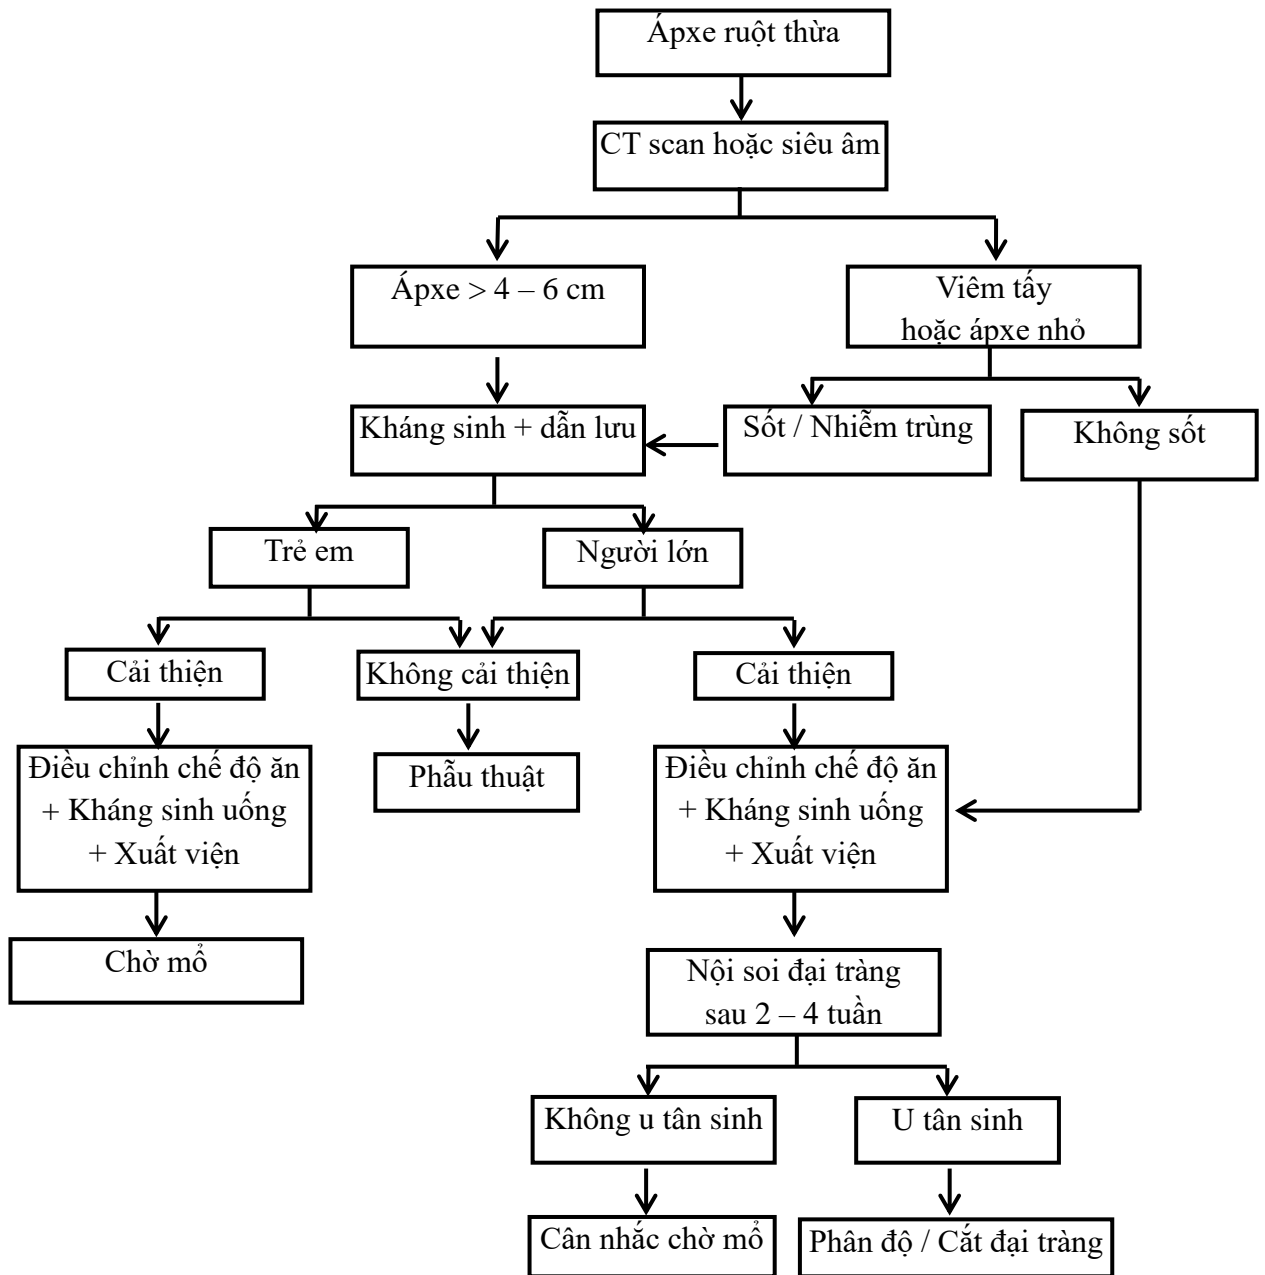 Ápxe ruột thừa
CT scan hoặc siêu âm
Ápxe > 4 – 6 cm
Viêm tấy
hoặc ápxe nhỏ
Kháng sinh + dẫn lưu
Sốt / Nhiễm trùng
Không sốt
Trẻ em
Người lớn
Cải thiện
Không cải thiện
Cải thiện
Điều chỉnh chế độ ăn
+ Kháng sinh uống
+ Xuất viện
Phẫu thuật
Điều chỉnh chế độ ăn
+ Kháng sinh uống
+ Xuất viện
Chờ mổ
Nội soi đại tràng
sau 2 – 4 tuần
Không u tân sinh
U tân sinh
Cân nhắc chờ mổ
Phân độ / Cắt đại tràng